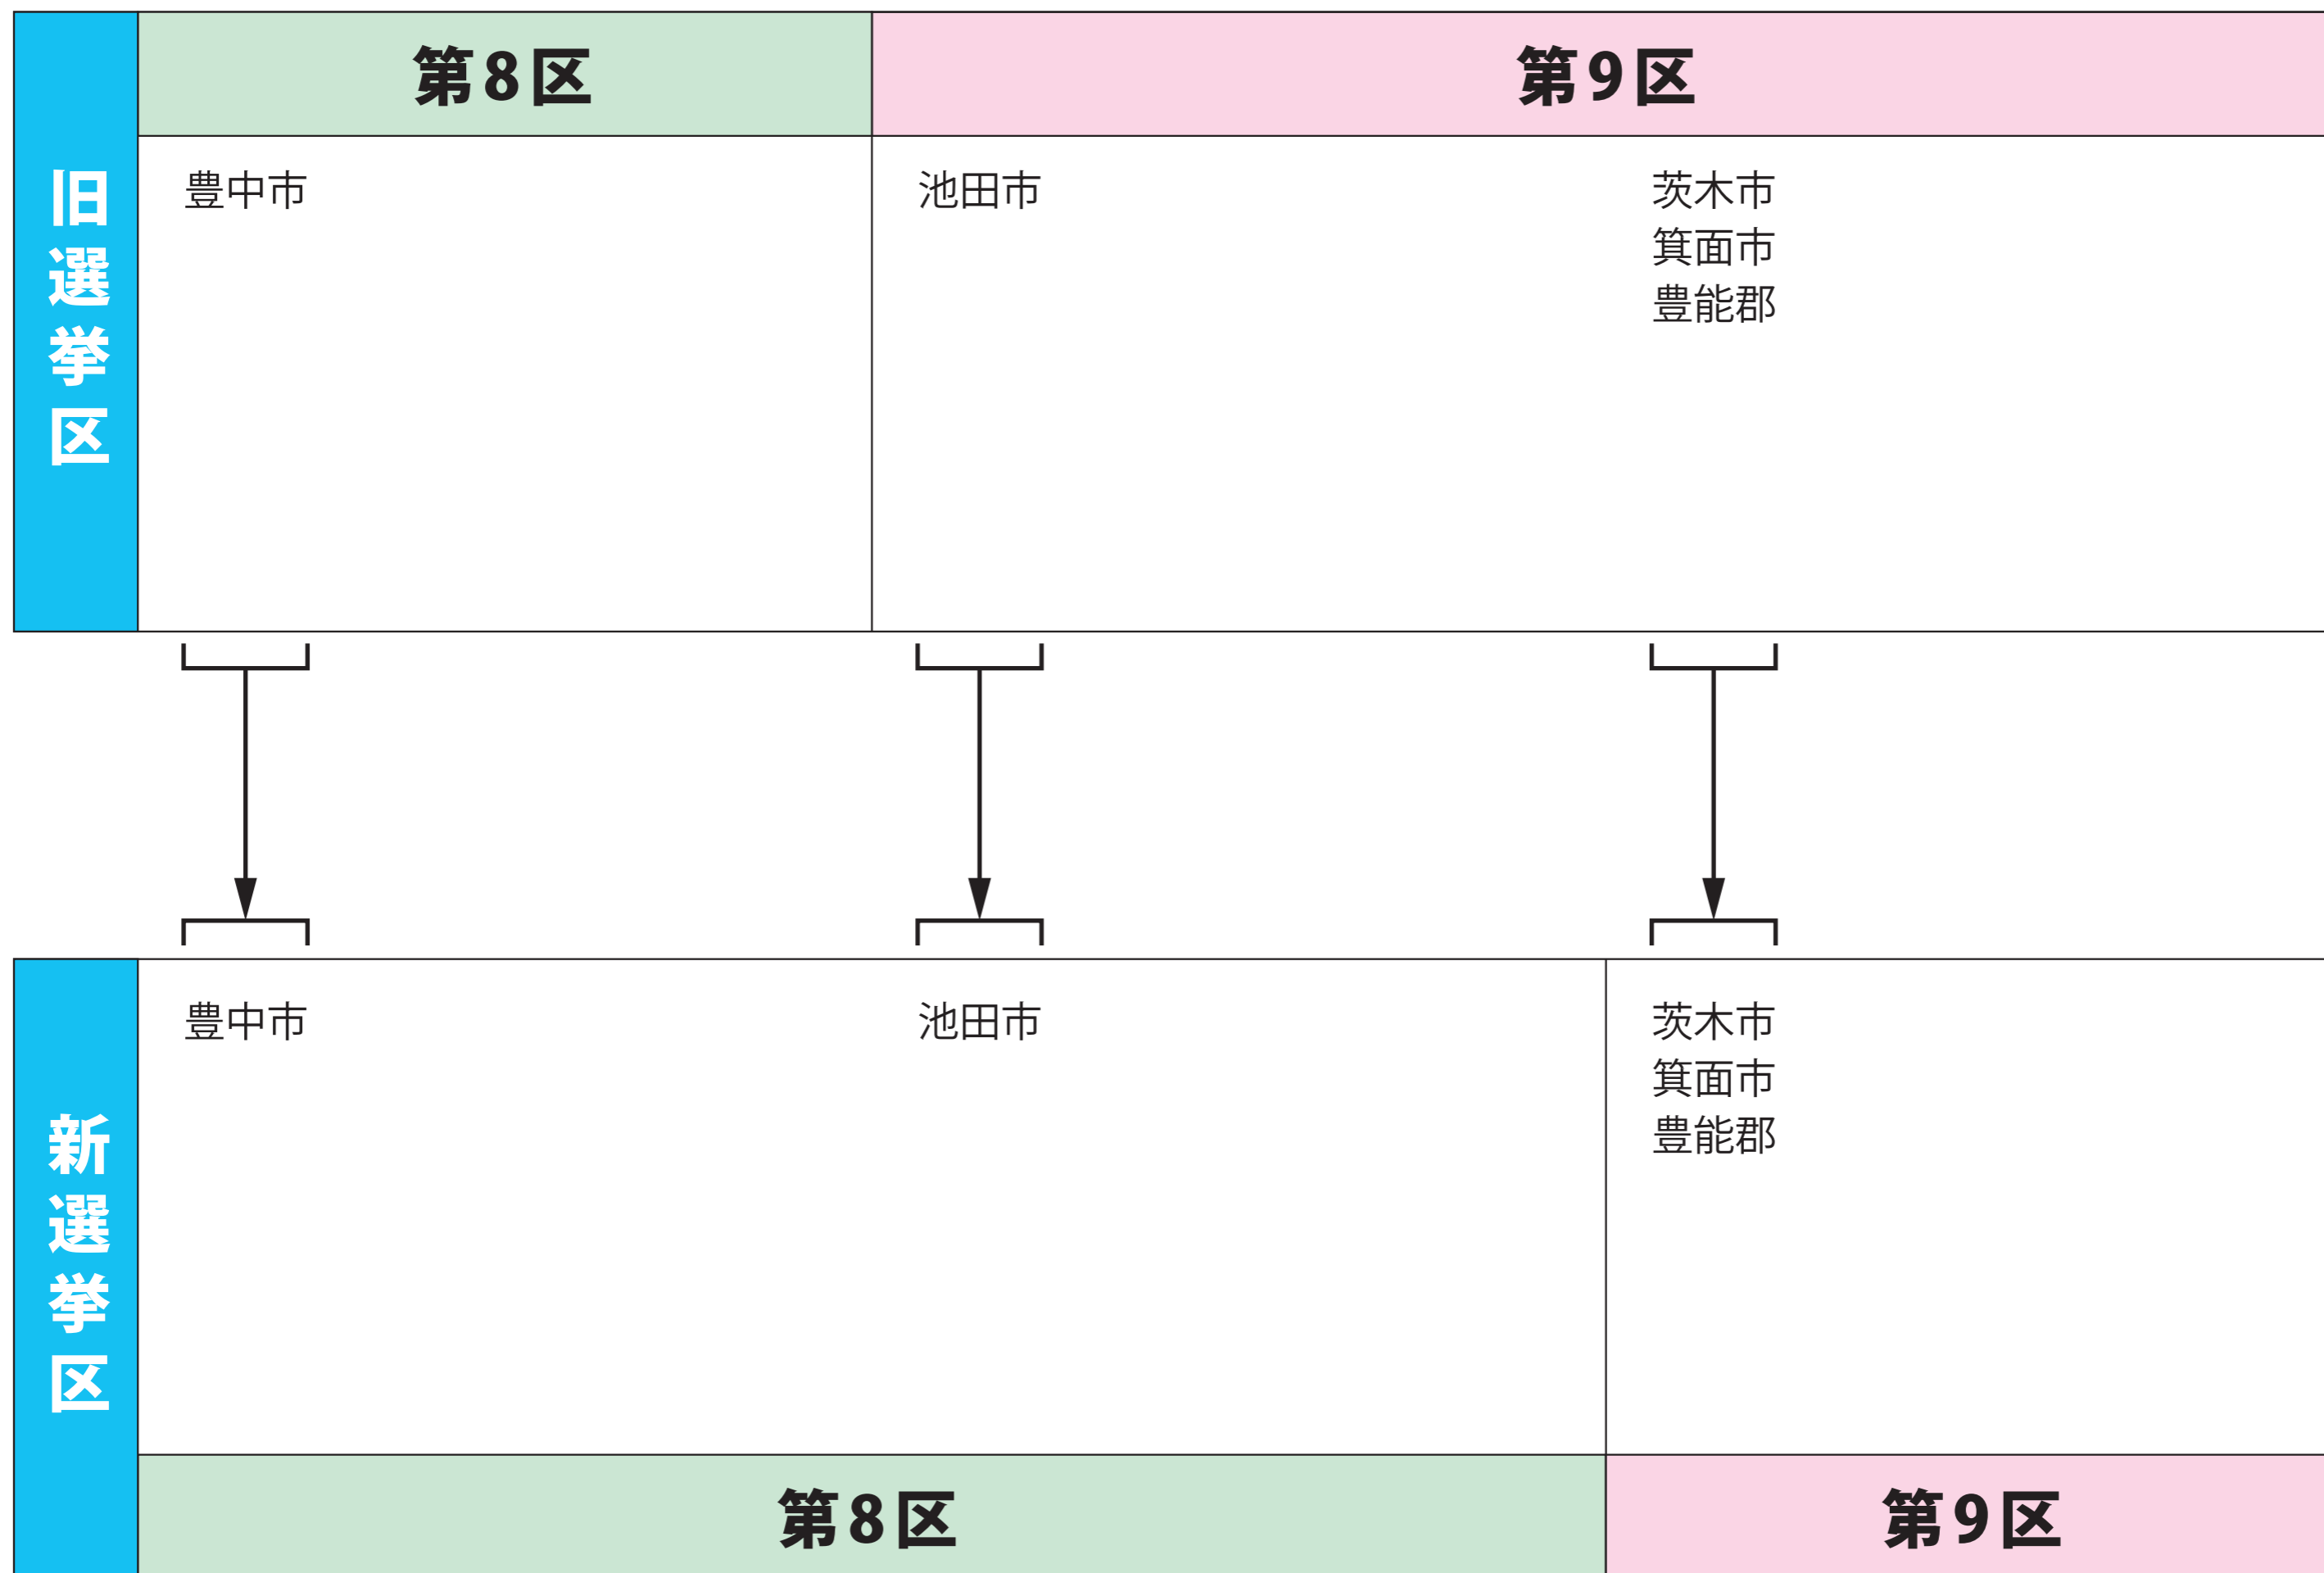 旧選挙区
第8区
第9区
豊中市
池田市
茨木市
箕面市
豊能郡
新選挙区
豊中市
池田市
茨木市
箕面市
豊能郡
第8区
第9区